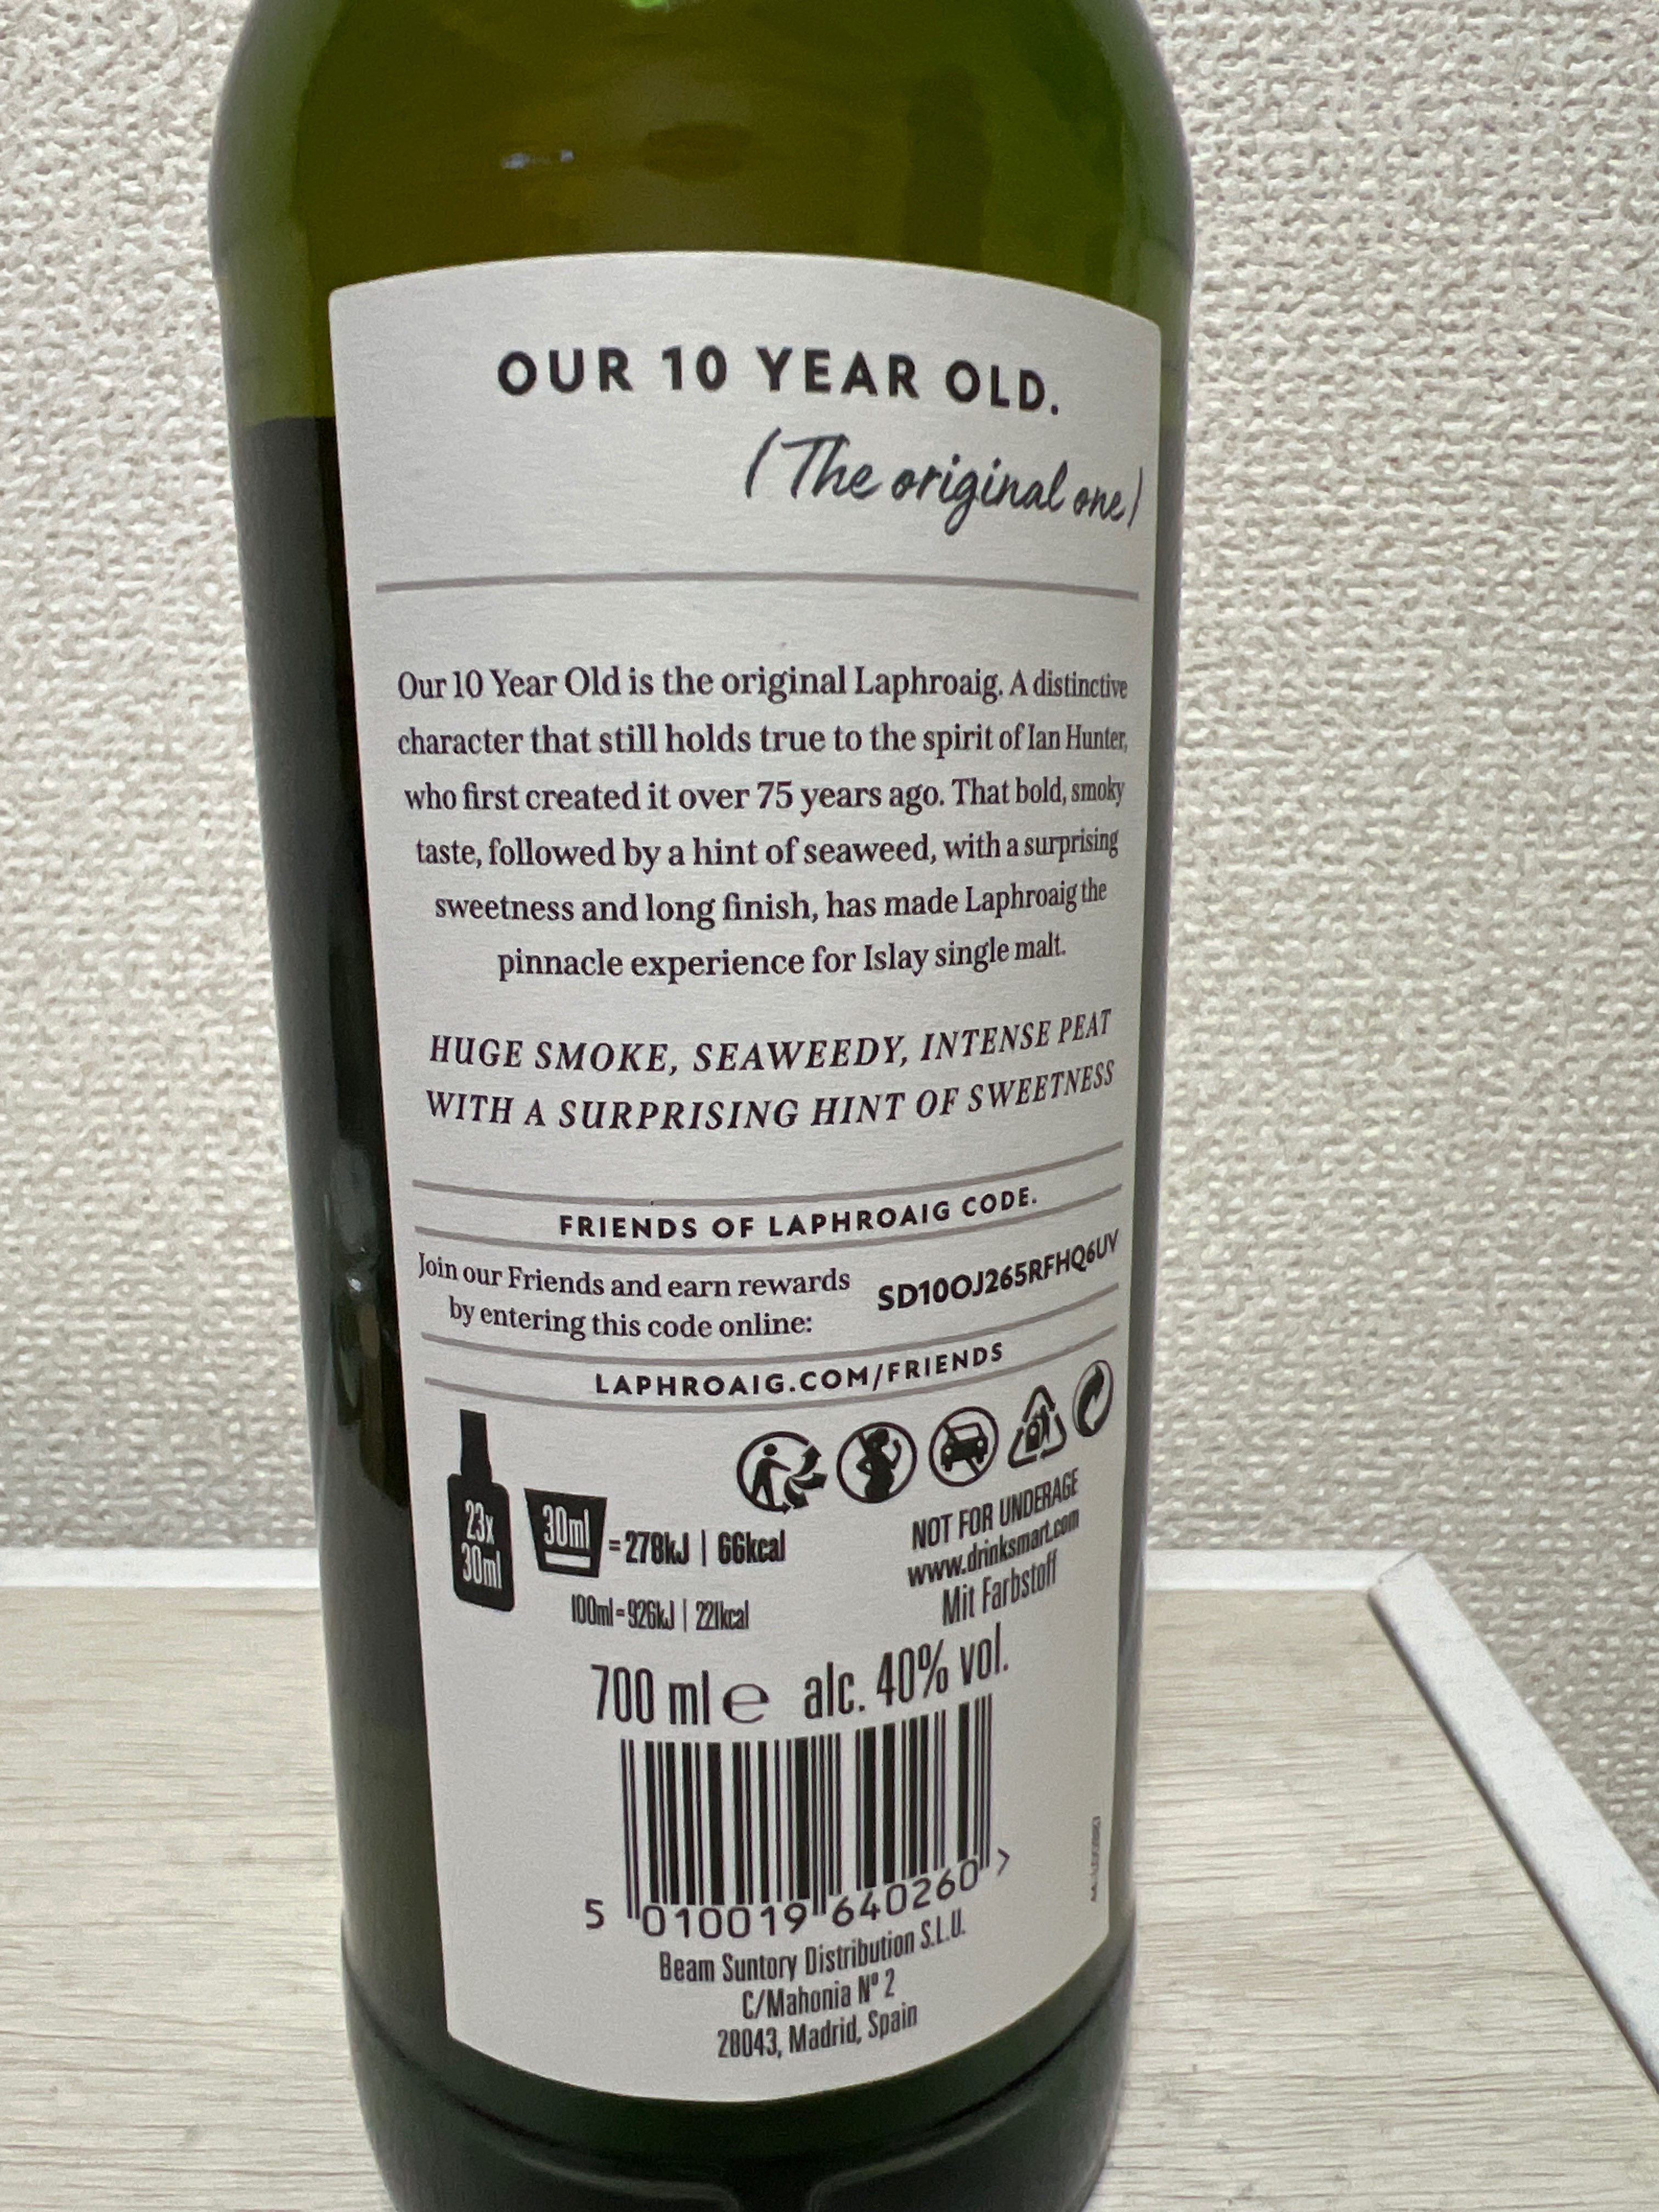 OUR 10 YEAR OLD.
(The original one)
Our 10 Year Old is the original Laphroaig. A distinctive
character that still holds true to the spirit of Ian Hunter,
who first created it over 75 years ago. That bold, smoky
taste, followed by a hint of seaweed, with a surprising
sweetness and long finish, has made Laphroaig the
pinnacle experience for Islay single malt.
HUGE SMOKE, SEAWEEDY, INTENSE PEAT
WITH A SURPRISING HINT OF SWEETNESS
FRIENDS OF LAPHROAIG CODE.
Join our Friends and earn rewards
by entering this code online:
SD10OJ265RFHQ6UY
LAPHROAIG.COM/FRIENDS
23x
30ml
30ml
=278kJ | 66kcal
100ml=926kJ | 221kcal
NOT FOR UNDERAGE
www.drinksmart.com
Mit Farbstoff
700 ml e alc. 40% vol.
5 010019 640260 >
Beam Suntory Distribution S.L.U.
C/Mahonia Nº 2
28043, Madrid, Spain